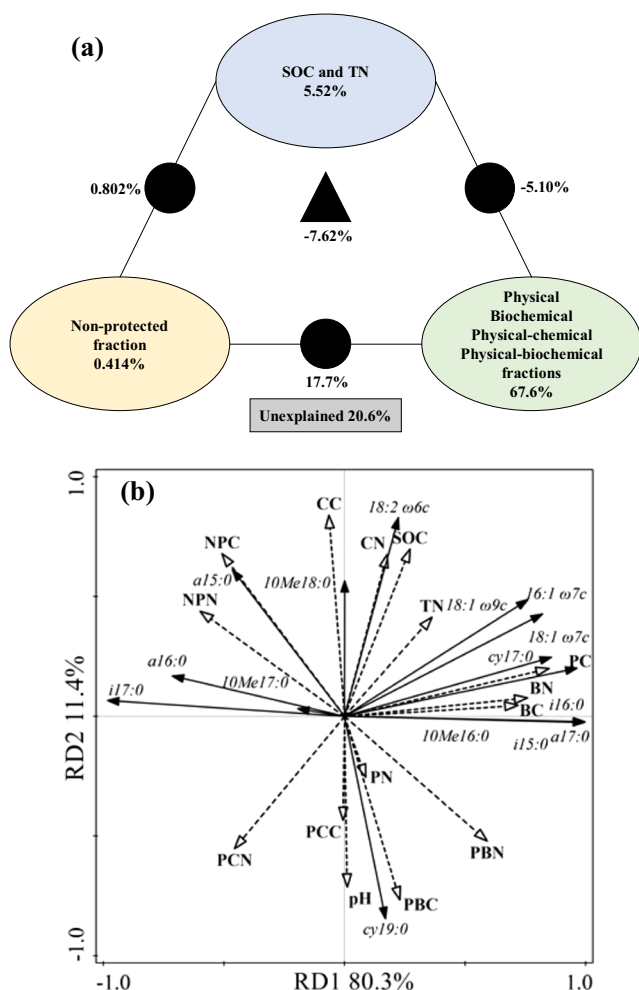 (a)
SOC and TN
5.52%
0.802%
-5.10%
-7.62%
Non-protected
fraction
0.414%
Physical
Biochemical
Physical-chemical
Physical-biochemical
fractions
67.6%
17.7%
Unexplained 20.6%
(b)
1.0
CC
18:2 ω6c
NPC
CN
SOC
a15:0
10Me18:0
NPN
TN
18:1 ω9c
16:1 ω7c
18:1 ω7c
a16:0
cy17:0
PC
10Me17:0
i17:0
BN
i16:0
BC
10Me16:0
i15:0
a17:0
RD2 11.4%
PN
PCC
PCN
PBN
pH
PBC
cy19:0
-1.0
-1.0
RD1 80.3%
1.0